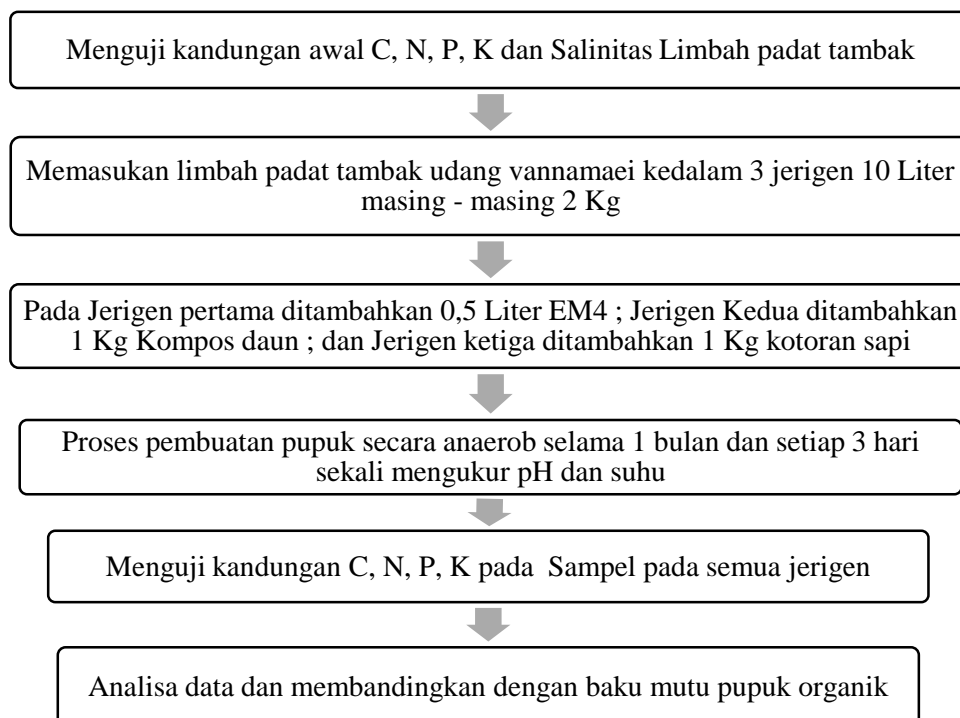 Menguji kandungan awal C, N, P, K dan Salinitas Limbah padat tambak
Memasukan limbah padat tambak udang vannamaei kedalam 3 jerigen 10 Liter
masing - masing 2 Kg
Pada Jerigen pertama ditambahkan 0,5 Liter EM4 ; Jerigen Kedua ditambahkan
1 Kg Kompos daun ; dan Jerigen ketiga ditambahkan 1 Kg kotoran sapi
Proses pembuatan pupuk secara anaerob selama 1 bulan dan setiap 3 hari
sekali mengukur pH dan suhu
Menguji kandungan C, N, P, K pada Sampel pada semua jerigen
Analisa data dan membandingkan dengan baku mutu pupuk organik